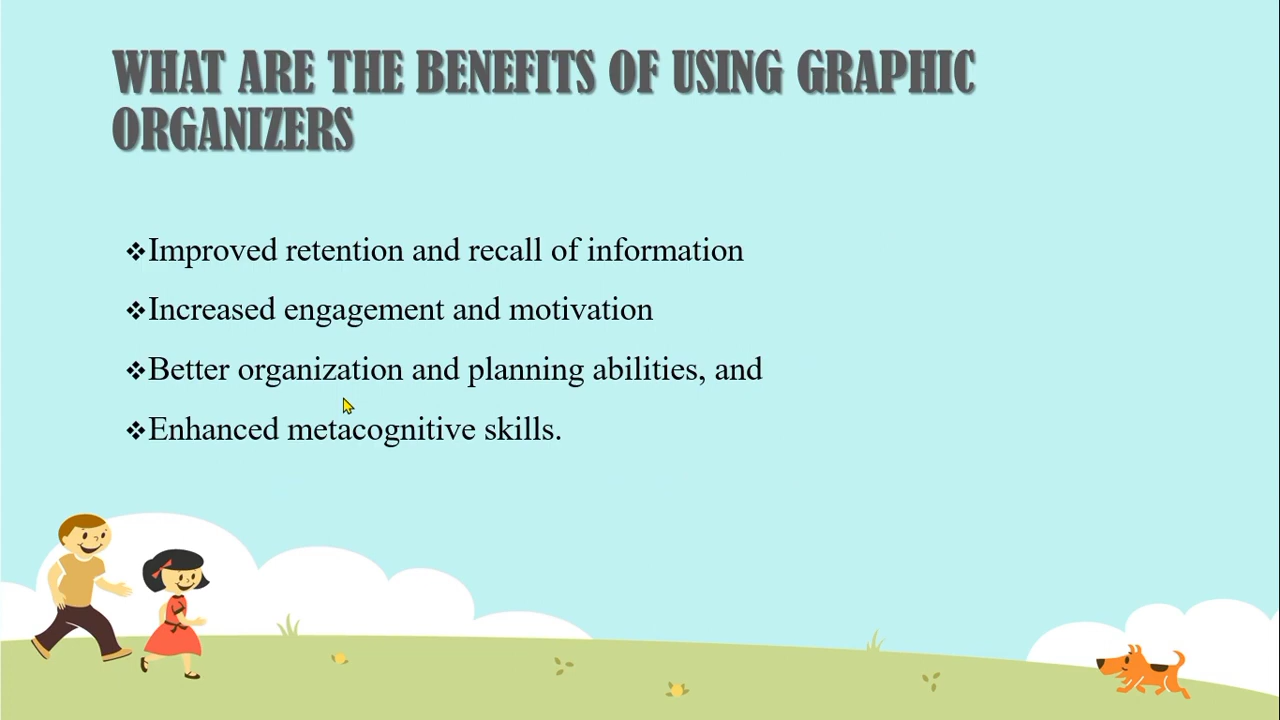 WHAT ARE THE BENEFITS OF USING GRAPHIC
ORGANIZERS
❖Improved retention and recall of information
❖Increased engagement and motivation
❖Better organization and planning abilities, and
❖Enhanced metacognitive skills.